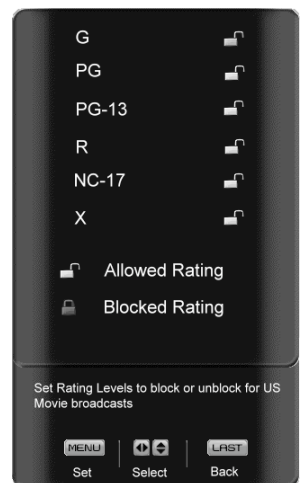 G
PG
PG-13
R
NC-17
X
Allowed Rating
Blocked Rating
Set Rating Levels to block or unblock for US
Movie broadcasts
MENU LAST
Set Select Back